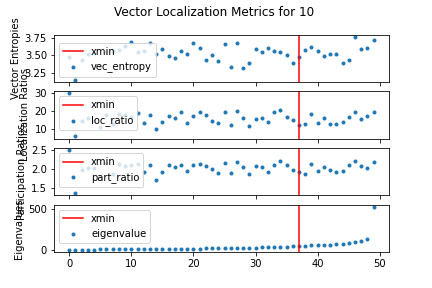 Vector Localization Metrics for 10
Vector Entropies
3.75
3.50
3.25
xmin
vec_entropy
Localization Ratios
30
20
10
xmin
loc_ratio
Participation Ratios
2.5
2.0
1.5
xmin
part_ratio
Eigenvalues
500
0
xmin
eigenvalue
0 10 20 30 40 50